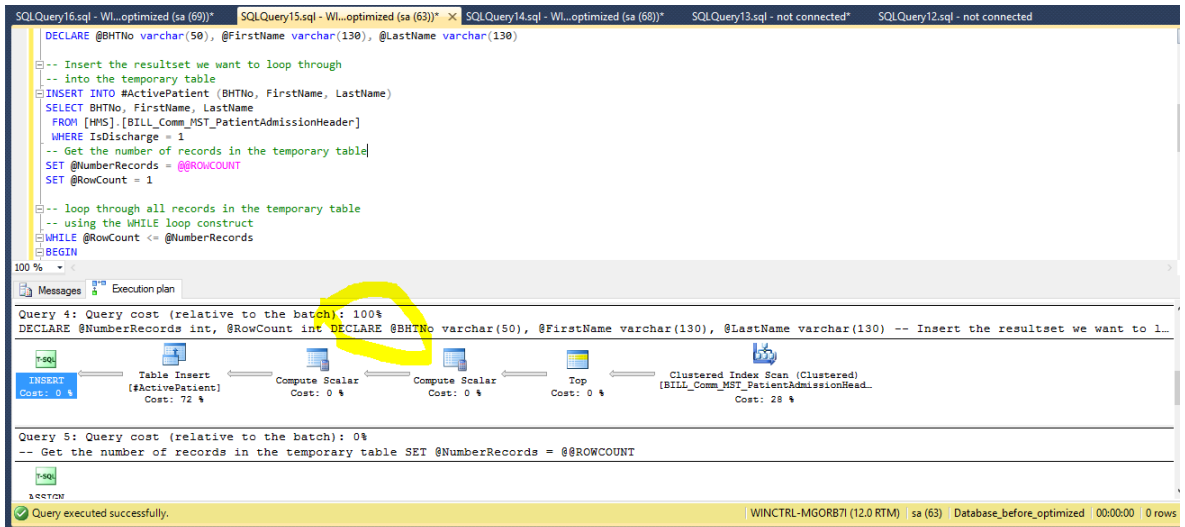 SQLQuery16.sql - WI...optimized (sa (69))* SQLQuery15.sql - WI...optimized (sa (63))* SQLQuery14.sql - WI...optimized (sa (68))* SQLQuery13.sql - not connected* SQLQuery12.sql - not connected
DECLARE @BHTNo varchar(50), @FirstName varchar(130), @LastName varchar(130)
-- Insert the resultset we want to loop through
-- into the temporary table
INSERT INTO #ActivePatient (BHTNo, FirstName, LastName)
SELECT BHTNo, FirstName, LastName
FROM [HMS].[BILL_Comm_MST_PatientAdmissionHeader]
WHERE IsDischarge = 1
-- Get the number of records in the temporary table
SET @NumberRecords = @@ROWCOUNT
SET @RowCount = 1
-- loop through all records in the temporary table
-- using the WHILE loop construct
WHILE @RowCount <= @NumberRecords
BEGIN
100 %
Messages Execution plan
Query 4: Query cost (relative to the batch): 100%
DECLARE @NumberRecords int, @RowCount int DECLARE @BHTNo varchar(50), @FirstName varchar(130), @LastName varchar(130) -- Insert the resultset we want to l...
T-SQL
INSERT
Cost: 0 %
Table Insert
[#ActivePatient]
Cost: 72 %
Compute Scalar
Cost: 0 %
Compute Scalar
Cost: 0 %
Top
Cost: 0 %
Clustered Index Scan (Clustered)
[BILL_Comm_MST_PatientAdmissionHead...
Cost: 28 %
Query 5: Query cost (relative to the batch): 0%
-- Get the number of records in the temporary table SET @NumberRecords = @@ROWCOUNT
T-SQL
ASSIGN
Query executed successfully. WINCTRL-MGORB7I (12.0 RTM) sa (63) Database_before_optimized 00:00:00 0 rows